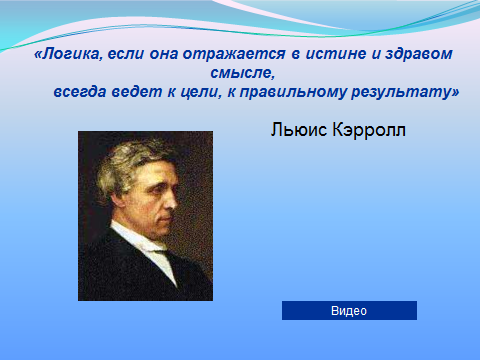 «Логика, если она отражается в истине и здравом
смысле,
всегда ведет к цели, к правильному результату»
Льюис Кэрролл
Видео